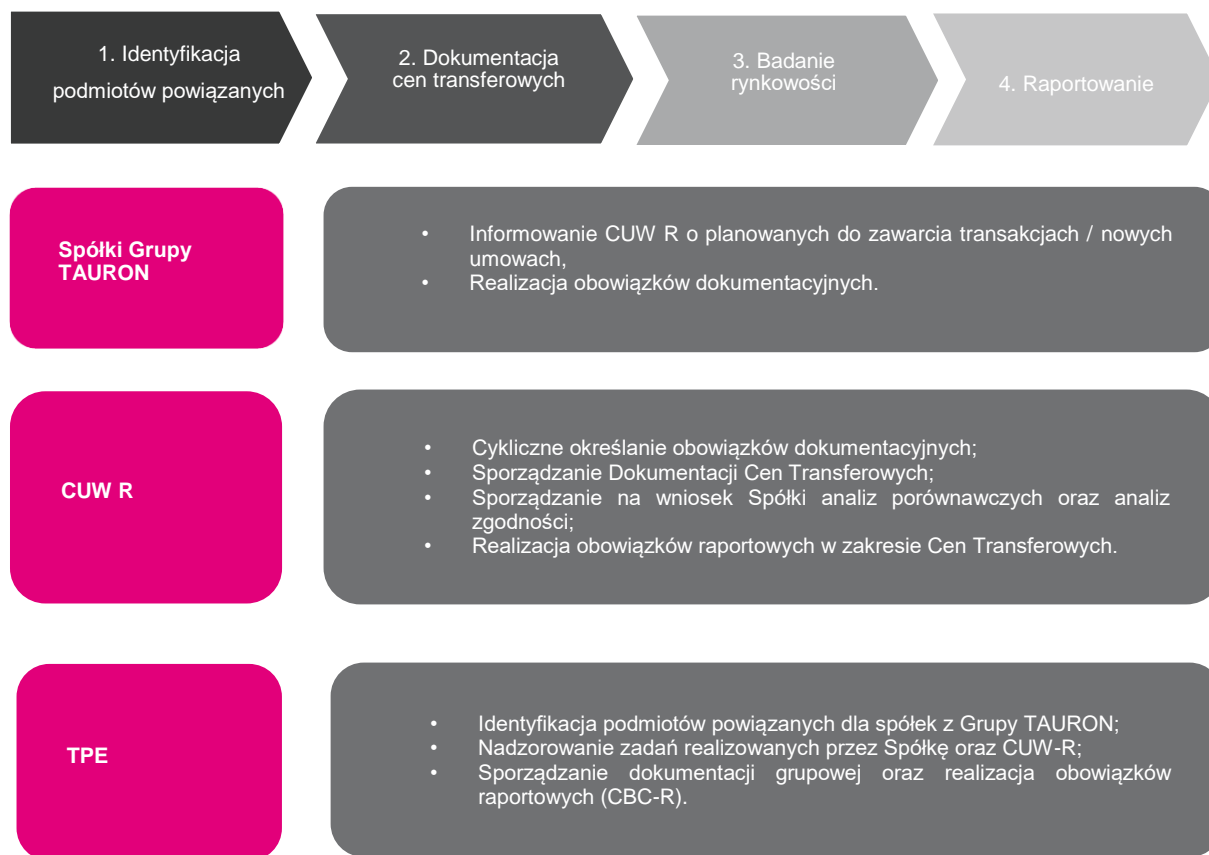 1. Identyfikacja
podmiotów powiązanych
2. Dokumentacja
cen transferowych
3. Badanie
rynkowości
4. Raportowanie
Spółki Grupy
TAURON
• Informowanie CUW R o planowanych do zawarcia transakcjach / nowych
umowach,
• Realizacja obowiązków dokumentacyjnych.
CUW R
• Cykliczne określanie obowiązków dokumentacyjnych;
• Sporządzanie Dokumentacji Cen Transferowych;
• Sporządzanie na wniosek Spółki analiz porównawczych oraz analiz
zgodności;
• Realizacja obowiązków raportowych w zakresie Cen Transferowych.
TPE
• Identyfikacja podmiotów powiązanych dla spółek z Grupy TAURON;
• Nadzorowanie zadań realizowanych przez Spółkę oraz CUW-R;
• Sporządzanie dokumentacji grupowej oraz realizacja obowiązków
raportowych (CBC-R).